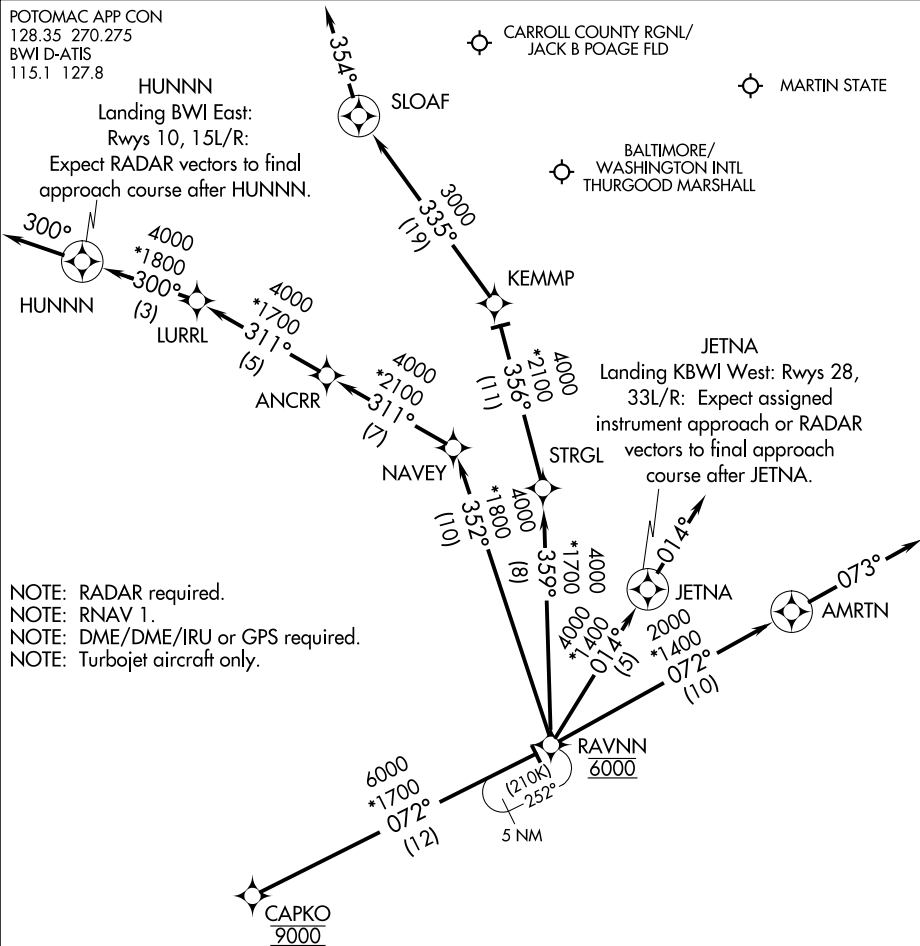 POTOMAC APP CON
128.35 270.275
BWI D-ATIS
115.1 127.8
HUNNN
Landing BWI East:
Rwys 10, 15L/R:
Expect RADAR vectors to final
approach course after HUNNN.
354°
SLOAF
CARROLL COUNTY RGNL/
JACK B POAGE FLD
MARTIN STATE
BALTIMORE/
WASHINGTON INTL
THURGOOD MARSHALL
3000
335°
(19)
300°
HUNNN
4000
*1800
300°
(3)
LURRL
4000
*1700
311°
(5)
ANCRR
4000
*2100
311°
(7)
NAVEY
KEMMP
4000
*2100
356°
(11)
STRGL
JETNA
Landing KBWI West: Rwys 28,
33L/R: Expect assigned
instrument approach or RADAR
vectors to final approach
course after JETNA.
4000
*1800
352°
(10)
4000
*1700
359°
(8)
014°
JETNA
4000
*1400
014°
(5)
073°
AMRTN
2000
*1400
072°
(10)
NOTE: RADAR required.
NOTE: RNAV 1.
NOTE: DME/DME/IRU or GPS required.
NOTE: Turbojet aircraft only.
RAVNN
6000
(210K)
252°
5 NM
6000
*1700
072°
(12)
CAPKO
9000